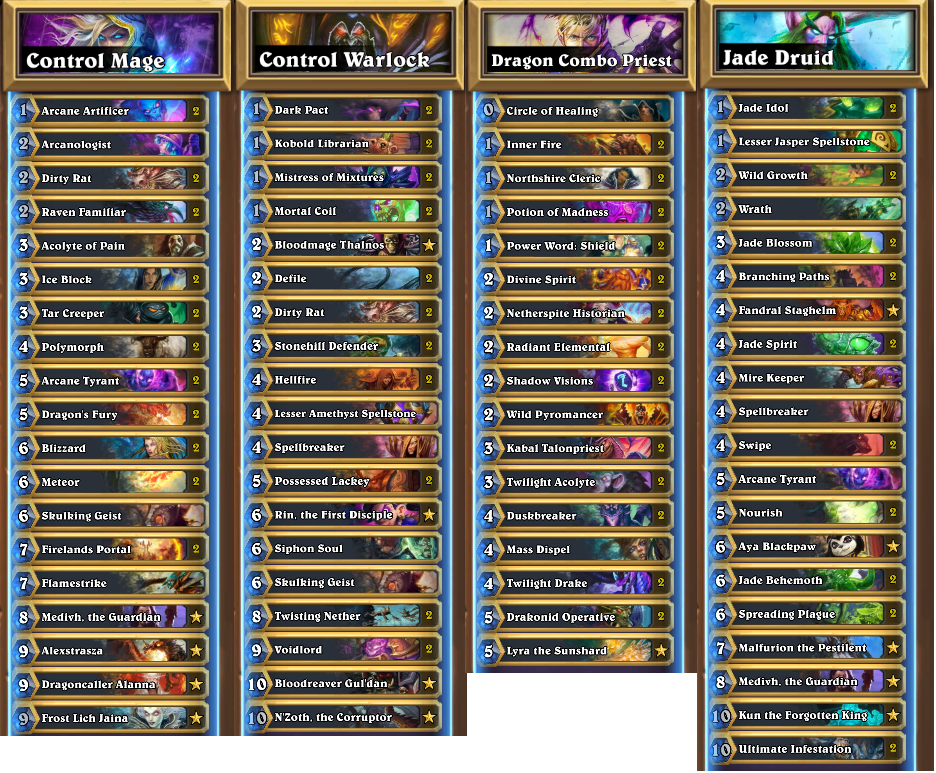 Control Mage
1 Arcane Artificer 2
2 Arcanologist
2 Dirty Rat 2
2 Raven Familiar 2
3 Acolyte of Pain
3 Ice Block 2
3 Tar Creeper 2
4 Polymorph 2
5 Arcane Tyrant 2
5 Dragon's Fury 2
6 Blizzard 2
6 Meteor 2
6 Skulking Geist
7 Firelands Portal 2
7 Flamestrike
8 Medivh, the Guardian
9 Alexstrasza
9 Dragoncaller Alanna
9 Frost Lich Jaina
Control Warlock
1 Dark Pact 2
1 Kobold Librarian 2
1 Mistress of Mixtures 2
1 Mortal Coil 2
2 Bloodmage Thalnos
2 Defile 2
2 Dirty Rat 2
3 Stonehill Defender 2
4 Hellfire 2
4 Lesser Amethyst Spellstone 2
4 Spellbreaker
5 Possessed Lackey 2
6 Rin, the First Disciple
6 Siphon Soul
6 Skulking Geist
8 Twisting Nether 2
9 Voidlord 2
10 Bloodreaver Gul'dan
10 N'Zoth, the Corruptor
Dragon Combo Priest
0 Circle of Healing
1 Inner Fire 2
1 Northshire Cleric 2
1 Potion of Madness 2
1 Power Word: Shield 2
2 Divine Spirit 2
2 Netherspite Historian 2
2 Radiant Elemental 2
2 Shadow Visions 2
2 Wild Pyromancer
3 Kabal Talonpriest 2
3 Twilight Acolyte 2
4 Duskbreaker 2
4 Mass Dispel
4 Twilight Drake 2
5 Drakonid Operative 2
5 Lyra the Sunshard
Jade Druid
1 Jade Idol 2
1 Lesser Jasper Spellstone 2
2 Wild Growth 2
2 Wrath
3 Jade Blossom 2
4 Branching Paths 2
4 Fandral Staghelm
4 Jade Spirit 2
4 Mire Keeper
4 Spellbreaker
4 Swipe 2
5 Arcane Tyrant
5 Nourish 2
6 Aya Blackpaw
6 Jade Behemoth 2
6 Spreading Plague 2
7 Malfurion the Pestilent
8 Medivh, the Guardian
10 Kun the Forgotten King
10 Ultimate Infestation 2